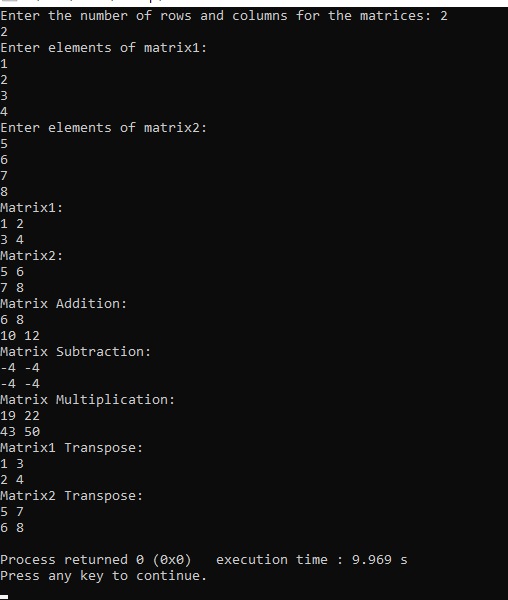 Enter the number of rows and columns for the matrices: 2
2
Enter elements of matrix1:
1
2
3
4
Enter elements of matrix2:
5
6
7
8
Matrix1:
1 2
3 4
Matrix2:
5 6
7 8
Matrix Addition:
6 8
10 12
Matrix Subtraction:
-4 -4
-4 -4
Matrix Multiplication:
19 22
43 50
Matrix1 Transpose:
1 3
2 4
Matrix2 Transpose:
5 7
6 8
Process returned 0 (0x0)   execution time : 9.969 s
Press any key to continue.